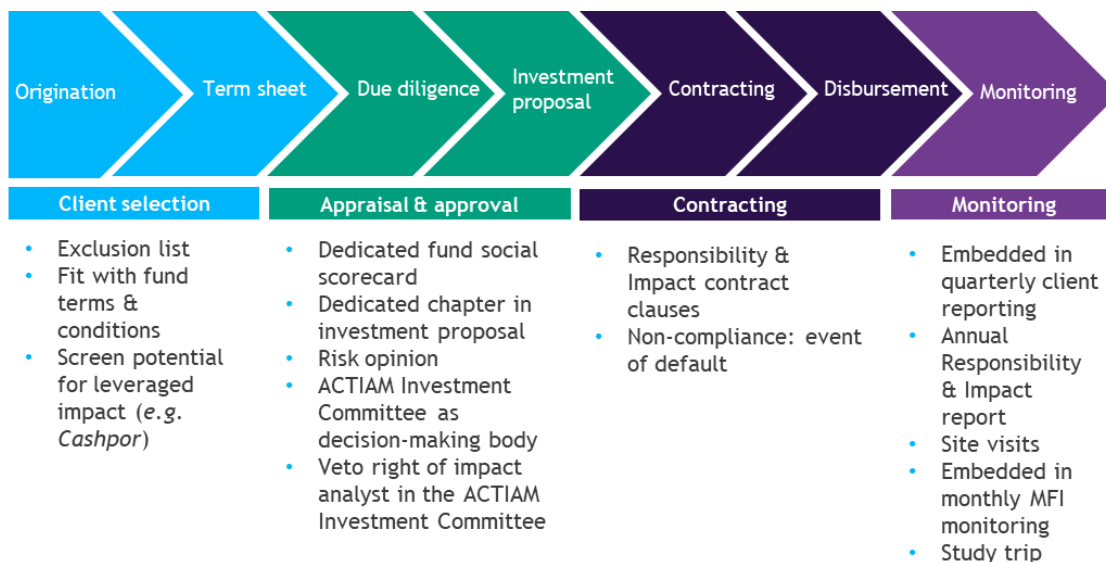 Origination
Term sheet
Due diligence
Investment
proposal
Contracting
Disbursement
Monitoring
Client selection
• Exclusion list
• Fit with fund
terms &
conditions
• Screen potential
for leveraged
impact (e.g.
Cashpor)
Appraisal & approval
• Dedicated fund social
scorecard
• Dedicated chapter in
investment proposal
• Risk opinion
• ACTIAM Investment
Committee as
decision-making body
• Veto right of impact
analyst in the ACTIAM
Investment Committee
Contracting
• Responsibility &
Impact contract
clauses
• Non-compliance: event
of default
Monitoring
• Embedded in
quarterly client
reporting
• Annual
Responsibility
& Impact
report
• Site visits
• Embedded in
monthly MFI
monitoring
• Study trip